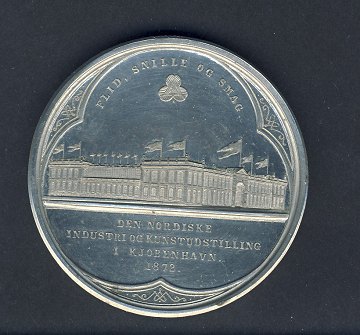 FLID, SNILLE OG SMAG
DEN NORDISKE
INDUSTRI OG KUNSTUDSTILLING
I KJØBENHAVN.
1872.